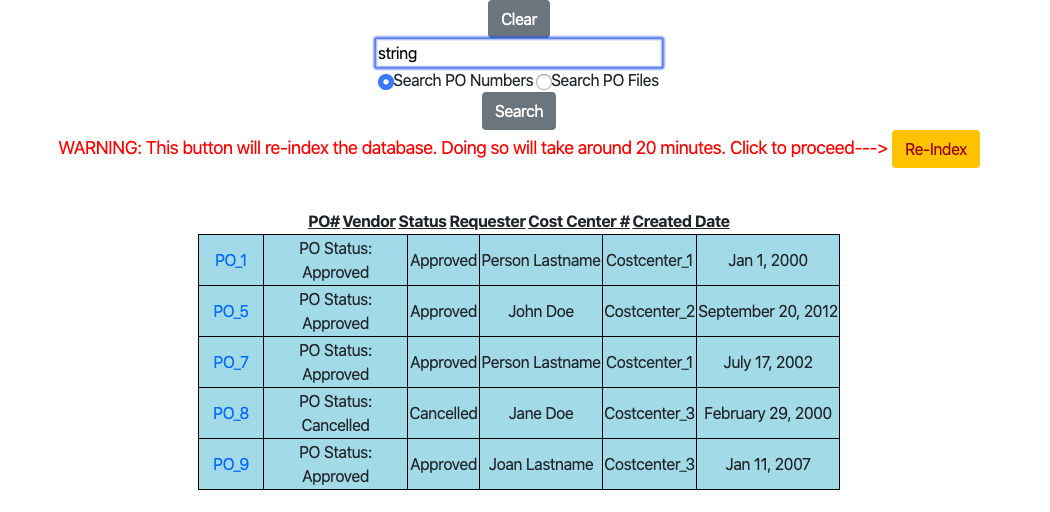 Clear
string
Search PO Numbers Search PO Files
Search
WARNING: This button will re-index the database. Doing so will take around 20 minutes. Click to proceed---> Re-Index
PO# Vendor Status Requester Cost Center # Created Date
PO_1 PO Status: Approved Approved Person Lastname Costcenter_1 Jan 1, 2000
PO_5 PO Status: Approved Approved John Doe Costcenter_2 September 20, 2012
PO_7 PO Status: Approved Approved Person Lastname Costcenter_1 July 17, 2002
PO_8 PO Status: Cancelled Cancelled Jane Doe Costcenter_3 February 29, 2000
PO_9 PO Status: Approved Approved Joan Lastname Costcenter_3 Jan 11, 2007